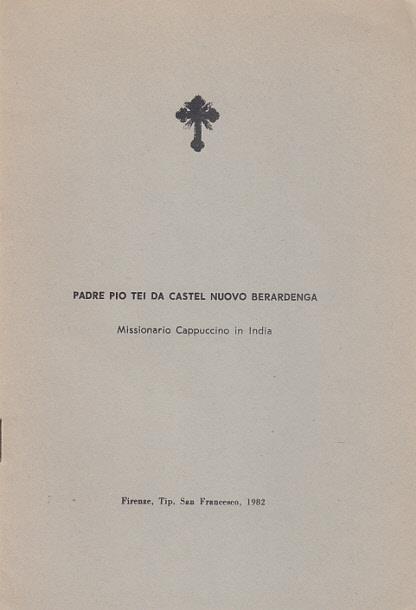 PADRE PIO TEI DA CASTEL NUOVO BERARDENGA
Missionario Cappuccino in India
Firenze, Tip. San Francesco, 1982